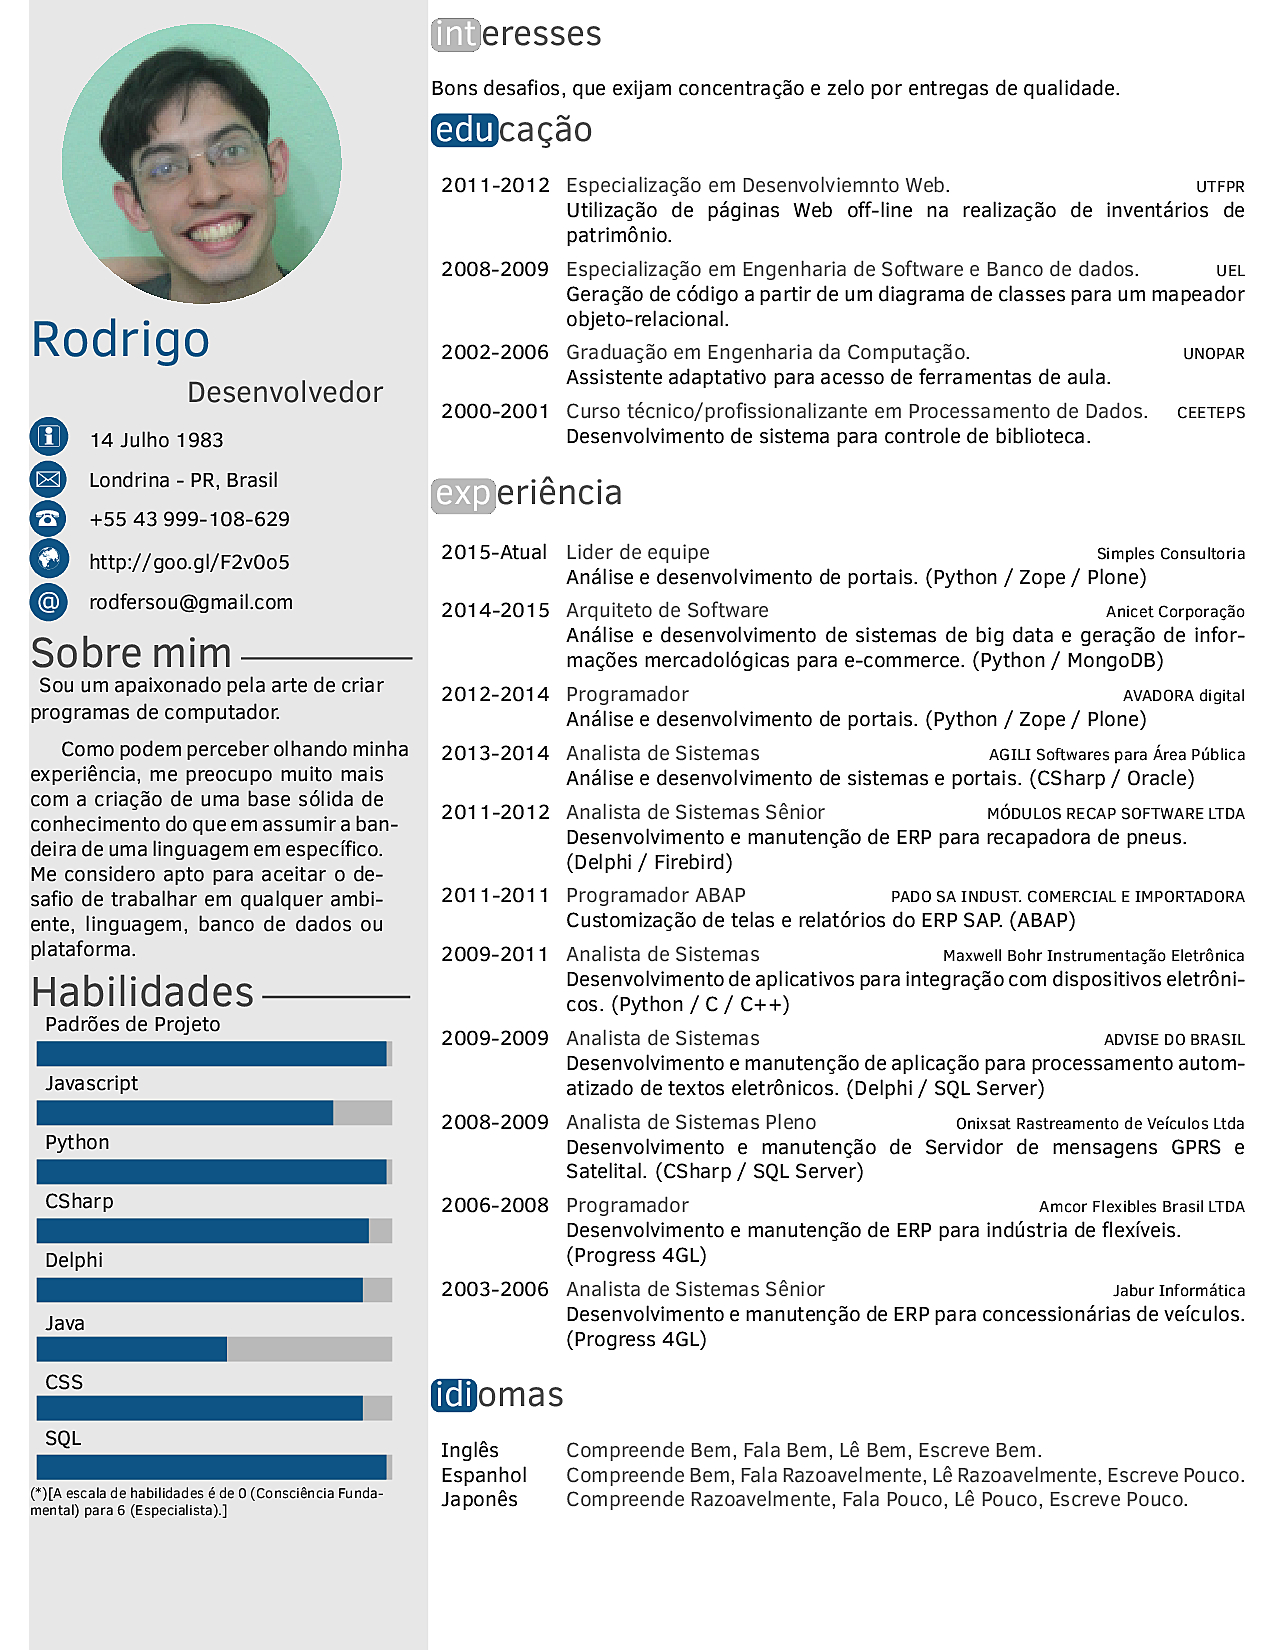 Rodrigo
Desenvolvedor
14 Julho 1983
Londrina - PR, Brasil
+55 43 999-108-629
http://goo.gl/F2v0o5
@ rodfersou@gmail.com
Sobre mim
Sou um apaixonado pela arte de criar
programas de computador.
Como podem perceber olhando minha
experiência, me preocupo muito mais
com a criação de uma base sólida de
conhecimento do que em assumir a ban-
deira de uma linguagem em específico.
Me considero apto para aceitar o de-
safio de trabalhar em qualquer ambi-
ente, linguagem, banco de dados ou
plataforma.
Habilidades
Padrões de Projeto
Javascript
Python
CSharp
Delphi
Java
CSS
SQL
(*)[A escala de habilidades é de 0 (Consciência Funda-
mental) para 6 (Especialista).]
interesses
Bons desafios, que exijam concentração e zelo por entregas de qualidade.
educação
2011-2012 Especialização em Desenvolviemnto Web. UTFPR
Utilização de páginas Web off-line na realização de inventários de
patrimônio.
2008-2009 Especialização em Engenharia de Software e Banco de dados. UEL
Geração de código a partir de um diagrama de classes para um mapeador
objeto-relacional.
2002-2006 Graduação em Engenharia da Computação. UNOPAR
Assistente adaptativo para acesso de ferramentas de aula.
2000-2001 Curso técnico/profissionalizante em Processamento de Dados. CEETEPS
Desenvolvimento de sistema para controle de biblioteca.
experiência
2015-Atual Lider de equipe Simples Consultoria
Análise e desenvolvimento de portais. (Python / Zope / Plone)
2014-2015 Arquiteto de Software Anicet Corporação
Análise e desenvolvimento de sistemas de big data e geração de infor-
mações mercadológicas para e-commerce. (Python / MongoDB)
2012-2014 Programador AVADORA digital
Análise e desenvolvimento de portais. (Python / Zope / Plone)
2013-2014 Analista de Sistemas AGILI Softwares para Área Pública
Análise e desenvolvimento de sistemas e portais. (CSharp / Oracle)
2011-2012 Analista de Sistemas Sênior MÓDULOS RECAP SOFTWARE LTDA
Desenvolvimento e manutenção de ERP para recapadora de pneus.
(Delphi / Firebird)
2011-2011 Programador ABAP PADO SA INDUST. COMERCIAL E IMPORTADORA
Customização de telas e relatórios do ERP SAP. (ABAP)
2009-2011 Analista de Sistemas Maxwell Bohr Instrumentação Eletrônica
Desenvolvimento de aplicativos para integração com dispositivos eletrôni-
cos. (Python / C / C++)
2009-2009 Analista de Sistemas ADVISE DO BRASIL
Desenvolvimento e manutenção de aplicação para processamento autom-
atizado de textos eletrônicos. (Delphi / SQL Server)
2008-2009 Analista de Sistemas Pleno Onixsat Rastreamento de Veículos Ltda
Desenvolvimento e manutenção de Servidor de mensagens GPRS e
Satelital. (CSharp / SQL Server)
2006-2008 Programador Amcor Flexibles Brasil LTDA
Desenvolvimento e manutenção de ERP para indústria de flexíveis.
(Progress 4GL)
2003-2006 Analista de Sistemas Sênior Jabur Informática
Desenvolvimento e manutenção de ERP para concessionárias de veículos.
(Progress 4GL)
idiomas
Inglês Compreende Bem, Fala Bem, Lê Bem, Escreve Bem.
Espanhol Compreende Bem, Fala Razoavelmente, Lê Razoavelmente, Escreve Pouco.
Japonês Compreende Razoavelmente, Fala Pouco, Lê Pouco, Escreve Pouco.